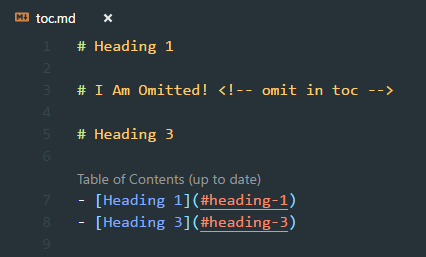 toc.md ×
1 # Heading 1
2
3 # I Am Omitted! <!-- omit in toc -->
4
5 # Heading 3
6
Table of Contents (up to date)
7 - [Heading 1](#heading-1)
8 - [Heading 3](#heading-3)
9